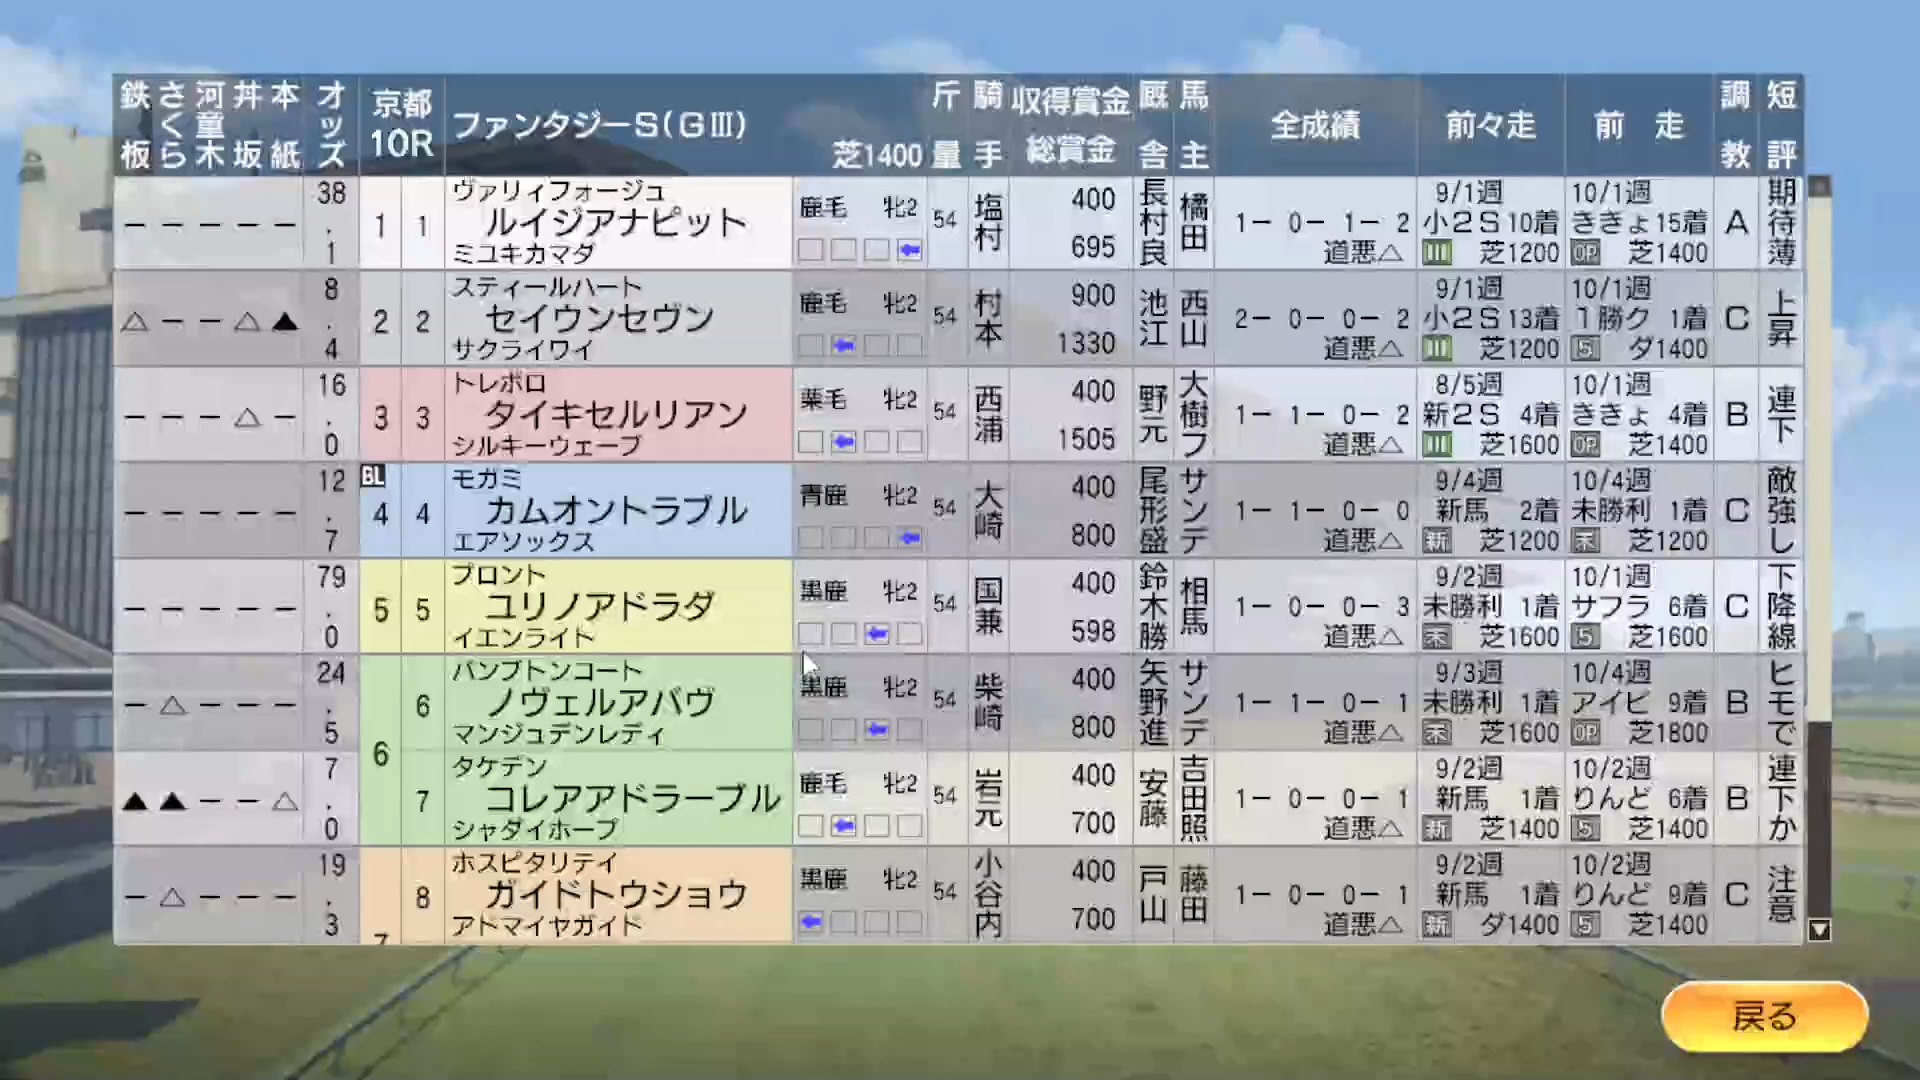 鉄板 さくら 河童木 丼坂 本紙 オッズ 京都10R ファンタジーS(GⅢ) 芝1400 斤量 騎手 収得賞金 総賞金 厩舎 馬主 全成績 前々走 前走 調教 短評
－ － － － － 38.1 1 1 ヴァリィフォージュ 鹿毛 牝2 54 塩村 400 長村良 橘田 1－ 0－ 1－ 2 9/1週 10/1週 A 期待薄
ルイジアナピット 小2S 10着 ききょ 15着
ミユキカマダ 695 道悪△ Ⅲ 芝1200 OP 芝1400
△ － － △ ▲ 8.4 2 2 スティールハート 鹿毛 牝2 54 村本 900 池江 西山 2－ 0－ 0－ 2 9/1週 10/1週 C 上昇
セイウンセヴン 小2S 13着 1勝ク 1着
サクライワイ 1330 道悪△ Ⅲ 芝1200 5 ダ1400
－ － － △ － 16.0 3 3 トレボロ 栗毛 牝2 54 西浦 400 野元 大樹フ 1－ 1－ 0－ 2 8/5週 10/1週 B 連下
タイキセルリアン 新2S 4着 ききょ 4着
シルキーウェーブ 1505 道悪△ Ⅲ 芝1600 OP 芝1400
－ － － － － 12.7 BL 4 4 モガミ 青鹿 牝2 54 大崎 400 尾形盛 サンデ 1－ 1－ 0－ 0 9/4週 10/4週 C 敵強し
カムオントラブル 新馬 2着 未勝利 1着
エアソックス 800 道悪△ 新 芝1200 未 芝1200
－ － － － － 79.0 5 5 プロント 黒鹿 牝2 54 国兼 400 鈴木勝 相馬 1－ 0－ 0－ 3 9/2週 10/1週 C 下降線
ユリノアドラダ 未勝利 1着 サフラ 6着
イエンライト 598 道悪△ 未 芝1600 5 芝1600
－ △ － － － 24.5 6 6 バンブトンコート 黒鹿 牝2 54 柴崎 400 矢野進 サンデ 1－ 1－ 0－ 1 9/3週 10/4週 B ヒモで
ノヴェルアバヴ 未勝利 1着 アイビ 9着
マンジュデンレディ 800 道悪△ 未 芝1600 OP 芝1800
▲ ▲ － － △ 7.0 7 タケデン 鹿毛 牝2 54 岩元 400 安藤 吉田照 1－ 0－ 0－ 1 9/2週 10/2週 B 連下か
コレアアドラーブル 新馬 1着 りんど 6着
シャダイホープ 700 道悪△ 新 芝1400 5 芝1400
－ △ － － － 19.3 7 8 ホスピタリテイ 黒鹿 牝2 54 小谷内 400 戸山 藤田 1－ 0－ 0－ 1 9/2週 10/2週 C 注意
ガイドトウショウ 新馬 1着 りんど 9着
アドマイヤガイド 700 道悪△ 新 ダ1400 5 芝1400
戻る